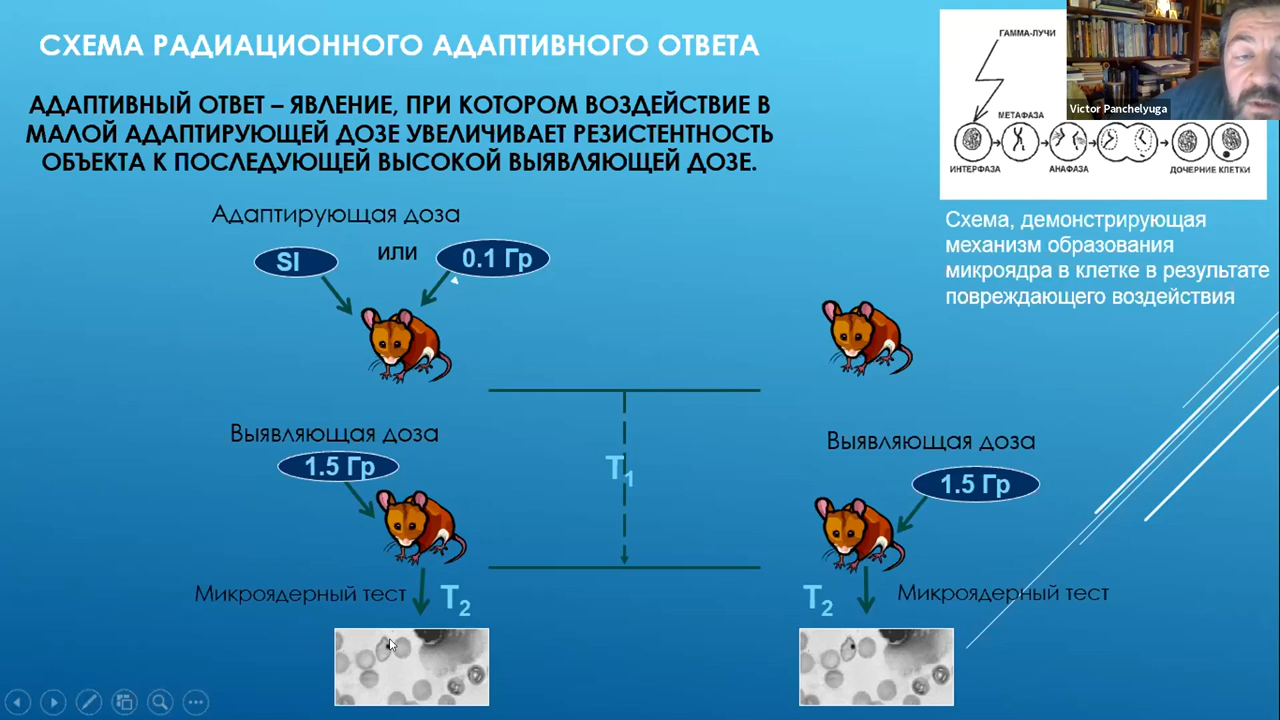 СХЕМА РАДИАЦИОННОГО АДАПТИВНОГО ОТВЕТА
АДАПТИВНЫЙ ОТВЕТ – ЯВЛЕНИЕ, ПРИ КОТОРОМ ВОЗДЕЙСТВИЕ В
МАЛОЙ АДАПТИРУЮЩЕЙ ДОЗЕ УВЕЛИЧИВАЕТ РЕЗИСТЕНТНОСТЬ
ОБЪЕКТА К ПОСЛЕДУЮЩЕЙ ВЫСОКОЙ ВЫЯВЛЯЮЩЕЙ ДОЗЕ.
ГАММА-ЛУЧИ
Victor Panchelyuga
МЕТАФАЗА
ИНТЕРФАЗА
АНАФАЗА
ДОЧЕРНИЕ КЛЕТКИ
Схема, демонстрирующая
механизм образования
микроядра в клетке в результате
повреждающего воздействия
Адаптирующая доза
SI
или
0.1 Гр
Выявляющая доза
1.5 Гр
T1
Выявляющая доза
1.5 Гр
Микроядерный тест
T2
T2
Микроядерный тест